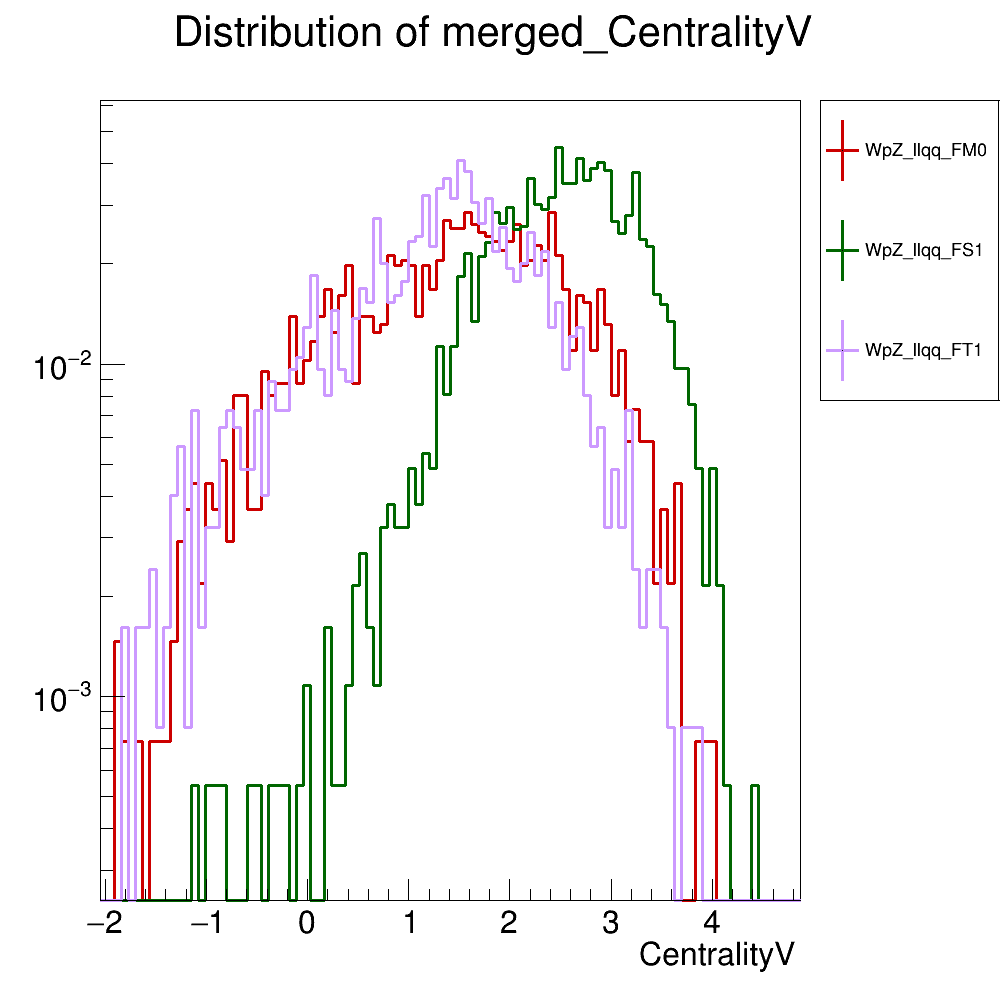 Distribution of merged_CentralityV
WpZ_llqq_FM0
WpZ_llqq_FS1
WpZ_llqq_FT1
10−2
10−3
−2 −1 0 1 2 3 4
CentralityV